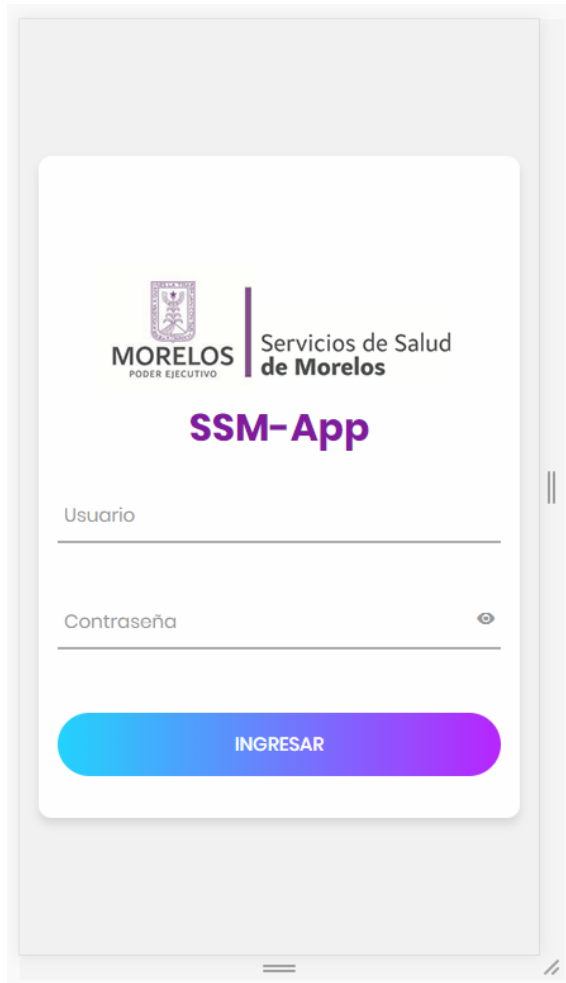 MORELOS
PODER EJECUTIVO
Servicios de Salud
de Morelos
SSM-App
Usuario
Contraseña
INGRESAR